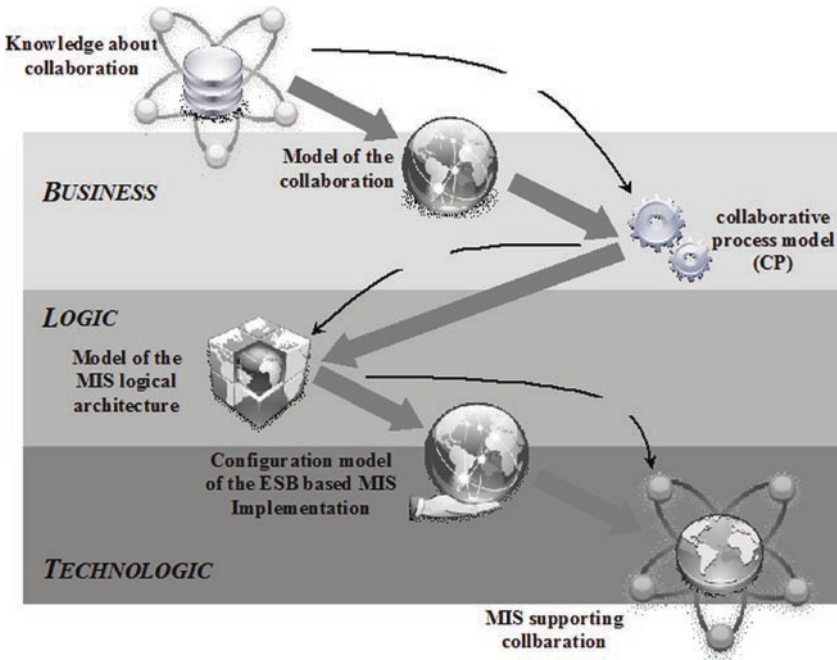 Knowledge about
collaboration
Model of the
collaboration
BUSINESS
collaborative
process model
(CP)
LOGIC
Model of the
MIS logical
architecture
Configuration model
of the ESB based MIS
Implementation
TECHNOLOGIC
MIS supporting
collbaration